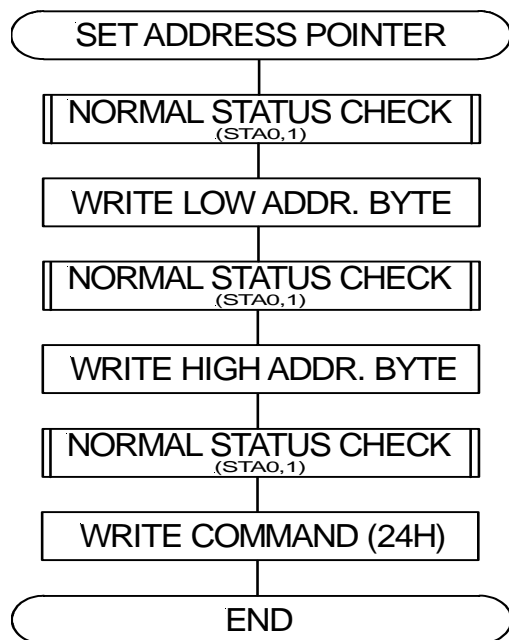 SET ADDRESS POINTER
NORMAL STATUS CHECK
(STA0,1)
WRITE LOW ADDR. BYTE
NORMAL STATUS CHECK
(STA0,1)
WRITE HIGH ADDR. BYTE
NORMAL STATUS CHECK
(STA0,1)
WRITE COMMAND (24H)
END